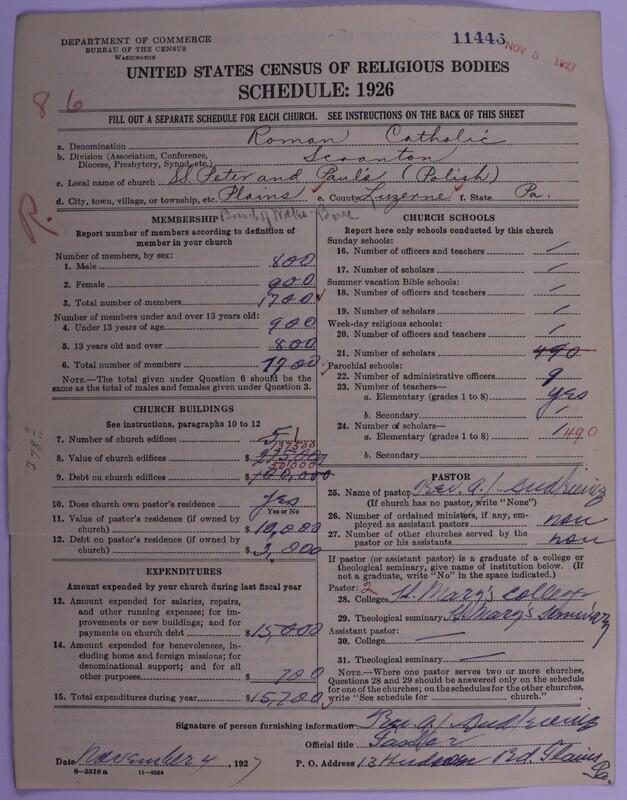 DEPARTMENT OF COMMERCE
BUREAU OF THE CENSUS
WASHINGTON
11446
NOV 5 1927
UNITED STATES CENSUS OF RELIGIOUS BODIES
SCHEDULE: 1926
8 6
FILL OUT A SEPARATE SCHEDULE FOR EACH CHURCH. SEE INSTRUCTIONS ON THE BACK OF THIS SHEET
a. Denomination Roman Catholic
b. Division (Association, Conference, Diocese, Presbytery, Synod, etc.) Scranton
c. Local name of church SS Peter and Paul's (Polish)
d. City, town, village, or township, etc. Plains e. County Luzerne f. State Pa.
R.
MEMBERSHIP
Report number of members according to definition of
member in your church
Number of members, by sex:
1. Male 800
2. Female 900
3. Total number of members 1700
Number of members under and over 13 years old:
4. Under 13 years of age 900
5. 13 years old and over 800
6. Total number of members 1700
NOTE.—The total given under Question 6 should be
the same as the total of males and females given under Question 3.
CHURCH BUILDINGS
See instructions, paragraphs 10 to 12
7. Number of church edifices 1
8. Value of church edifices $
9. Debt on church edifices $
10. Does church own pastor's residence? yes
Yes or No
11. Value of pastor's residence (if owned by
church) $ 10,000
12. Debt on pastor's residence (if owned by
church) $ 3,000
EXPENDITURES
Amount expended by your church during last fiscal year
13. Amount expended for salaries, repairs,
and other running expenses; for im-
provements or new buildings; and for
payments on church debt $ 15,000
14. Amount expended for benevolences, in-
cluding home and foreign missions; for
denominational support; and for all
other purposes $ 700
15. Total expenditures during year $ 15,700
CHURCH SCHOOLS
Report here only schools conducted by this church
Sunday schools:
16. Number of officers and teachers /
17. Number of scholars /
Summer vacation Bible schools:
18. Number of officers and teachers /
19. Number of scholars /
Week-day religious schools:
20. Number of officers and teachers /
21. Number of scholars 490
Parochial schools:
22. Number of administrative officers 9
23. Number of teachers—
a. Elementary (grades 1 to 8) yes
b. Secondary /
24. Number of scholars—
a. Elementary (grades 1 to 8) 490
b. Secondary
PASTOR
25. Name of pastor Rev. A. J.
(If church has no pastor, write "None")
26. Number of ordained ministers, if any, em-
ployed as assistant pastors non
27. Number of other churches served by the
pastor or his assistants non
If pastor (or assistant pastor) is a graduate of a college or
theological seminary, give name of institution below. (If
not a graduate, write "No" in the space indicated.)
Pastor: 2
28. College St Mary's College
29. Theological seminary St Mary's Seminary
Assistant pastor:
30. College —
31. Theological seminary —
NOTE.—Where one pastor serves two or more churches,
Questions 28 and 29 should be answered only on the schedule
for one of the churches; on the schedules for the other churches,
write "See schedule for church."
Signature of person furnishing information Rev. A. J.
Official title
Date November 4, 1927 P. O. Address 13 Hudson Rd. Plains Pa.
8—5518 a 11—9054